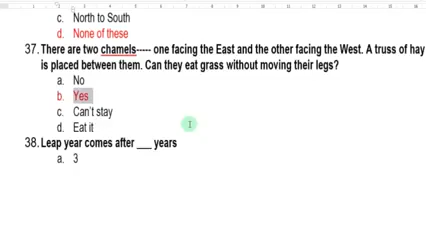 c. North to South
d. None of these
37. There are two chamels----- one facing the East and the other facing the West. A truss of hay
is placed between them. Can they eat grass without moving their legs?
a. No
b. Yes
c. Can't stay
d. Eat it
38. Leap year comes after ___ years
a. 3